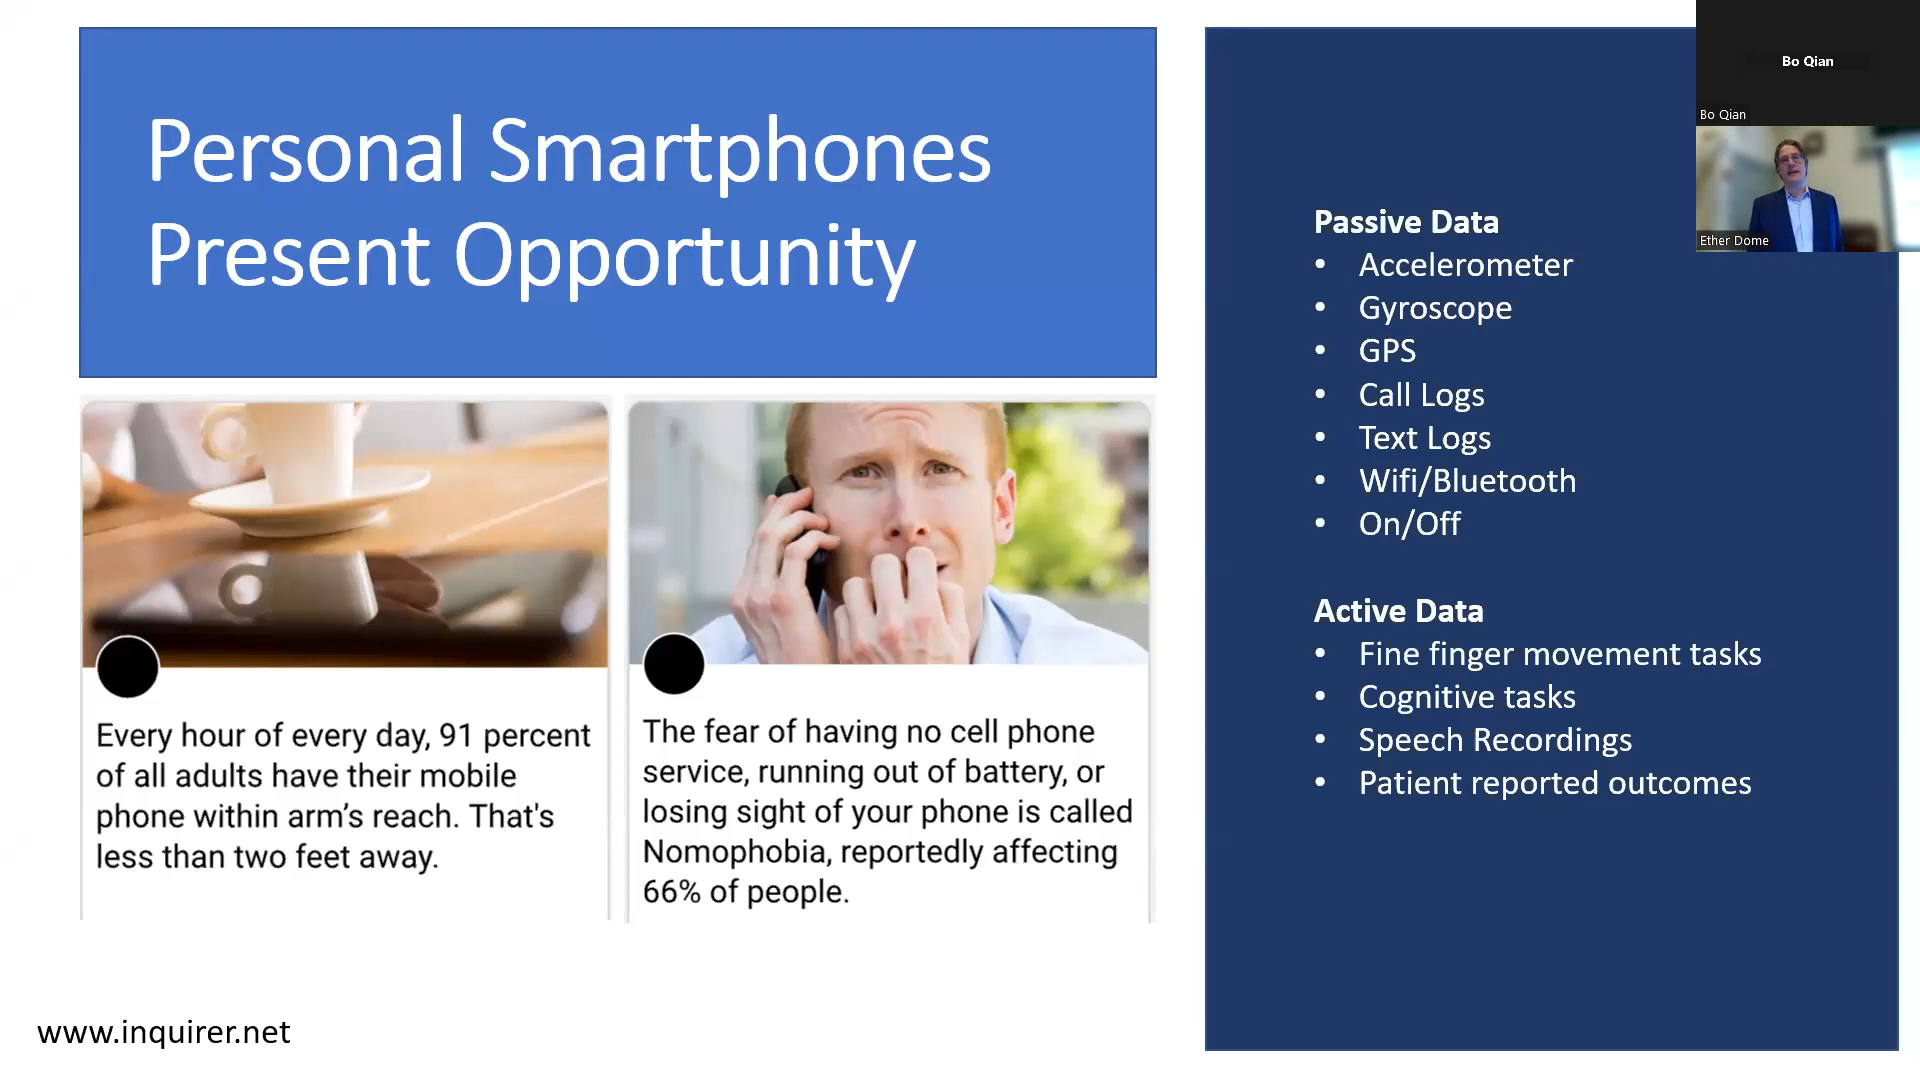 Personal Smartphones
Present Opportunity
Every hour of every day, 91 percent
of all adults have their mobile
phone within arm’s reach. That's
less than two feet away.
The fear of having no cell phone
service, running out of battery, or
losing sight of your phone is called
Nomophobia, reportedly affecting
66% of people.
www.inquirer.net
Passive Data
• Accelerometer
• Gyroscope
• GPS
• Call Logs
• Text Logs
• Wifi/Bluetooth
• On/Off
Active Data
• Fine finger movement tasks
• Cognitive tasks
• Speech Recordings
• Patient reported outcomes
Bo Qian
Bo Qian
Ether Dome